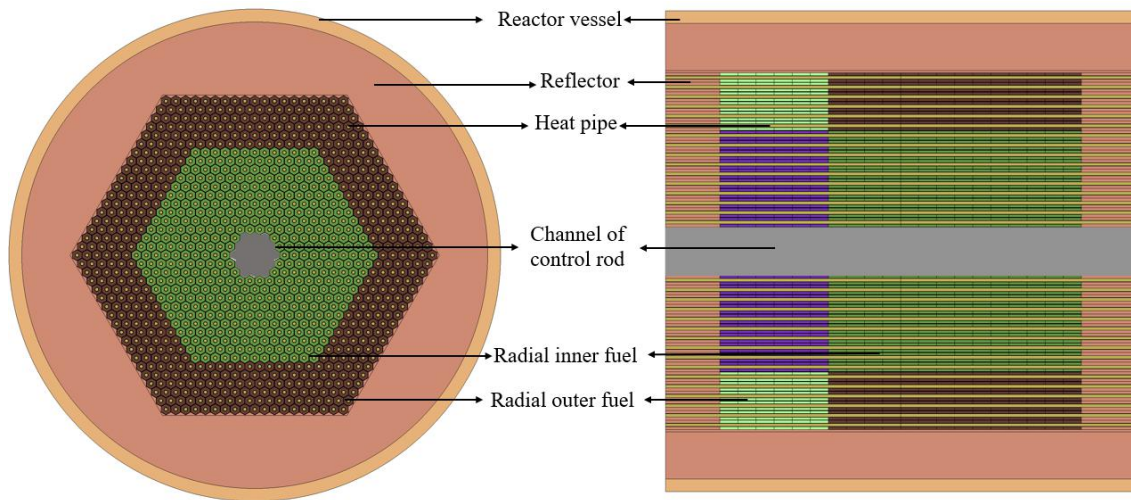 Reactor vessel
Reflector
Heat pipe
Channel of
control rod
Radial inner fuel
Radial outer fuel